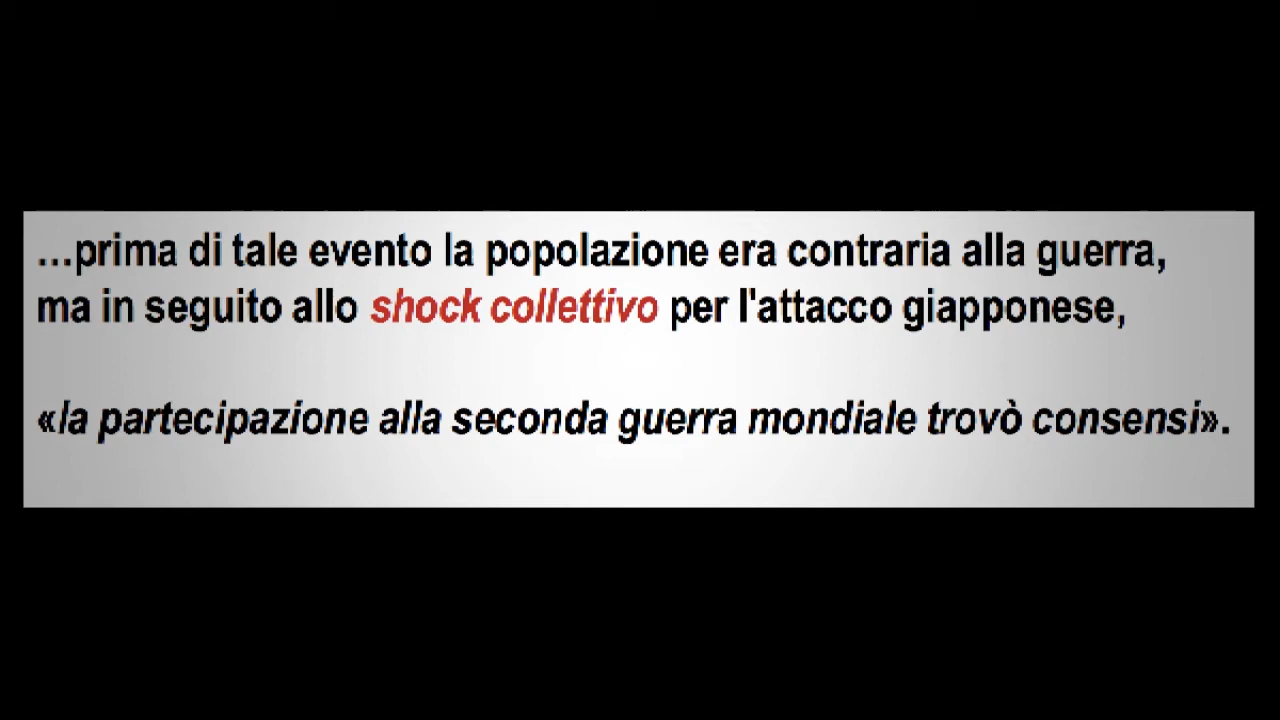 ...prima di tale evento la popolazione era contraria alla guerra,
ma in seguito allo shock collettivo per l'attacco giapponese,
«la partecipazione alla seconda guerra mondiale trovò consensi».